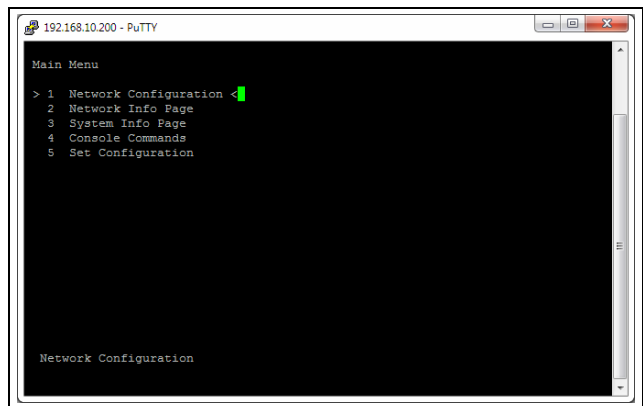 192.168.10.200 - PuTTY
Main Menu
> 1 Network Configuration <
2 Network Info Page
3 System Info Page
4 Console Commands
5 Set Configuration
Network Configuration